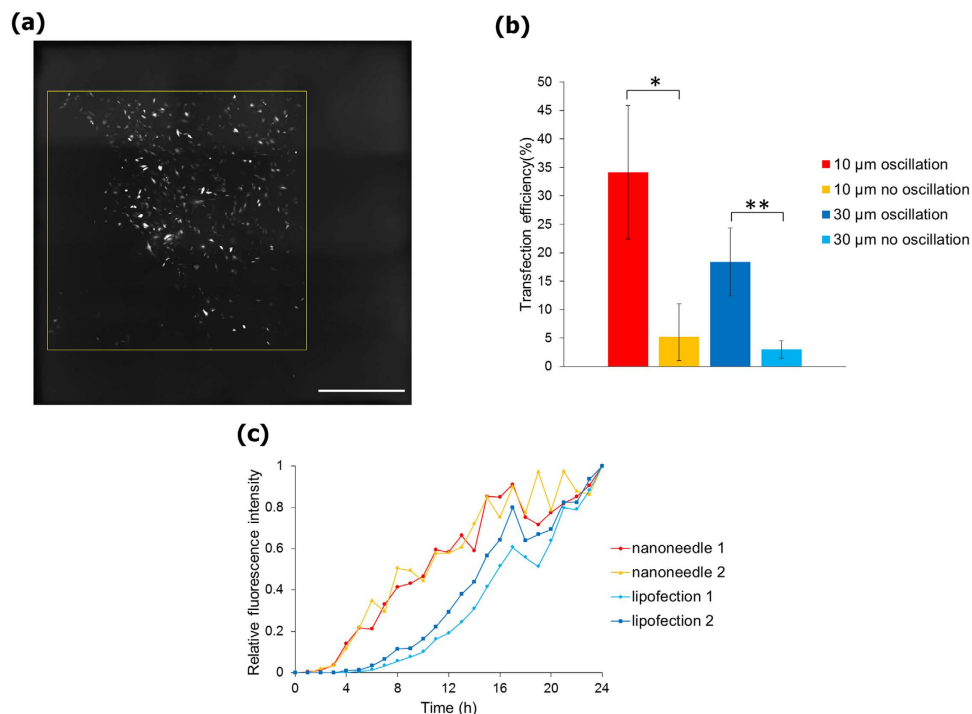 (a)
(b)
Transfection efficiency(%)
50
45
40
35
30
25
20
15
10
5
0
*
**
10 µm oscillation
10 µm no oscillation
30 µm oscillation
30 µm no oscillation
(c)
Relative fluorescence intensity
1
0.8
0.6
0.4
0.2
0
0 4 8 12 16 20 24
Time (h)
nanoneedle 1
nanoneedle 2
lipofection 1
lipofection 2